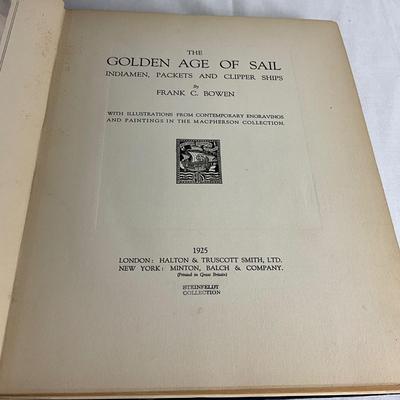 THE
GOLDEN AGE OF SAIL
INDIAMEN, PACKETS AND CLIPPER SHIPS
By
FRANK C. BOWEN
WITH ILLUSTRATIONS FROM CONTEMPORARY ENGRAVINGS
AND PAINTINGS IN THE MACPHERSON COLLECTION.
1925
LONDON: HALTON & TRUSCOTT SMITH, LTD.
NEW YORK: MINTON, BALCH & COMPANY.
(Printed in Great Britain)
STEINFELDT
COLLECTION